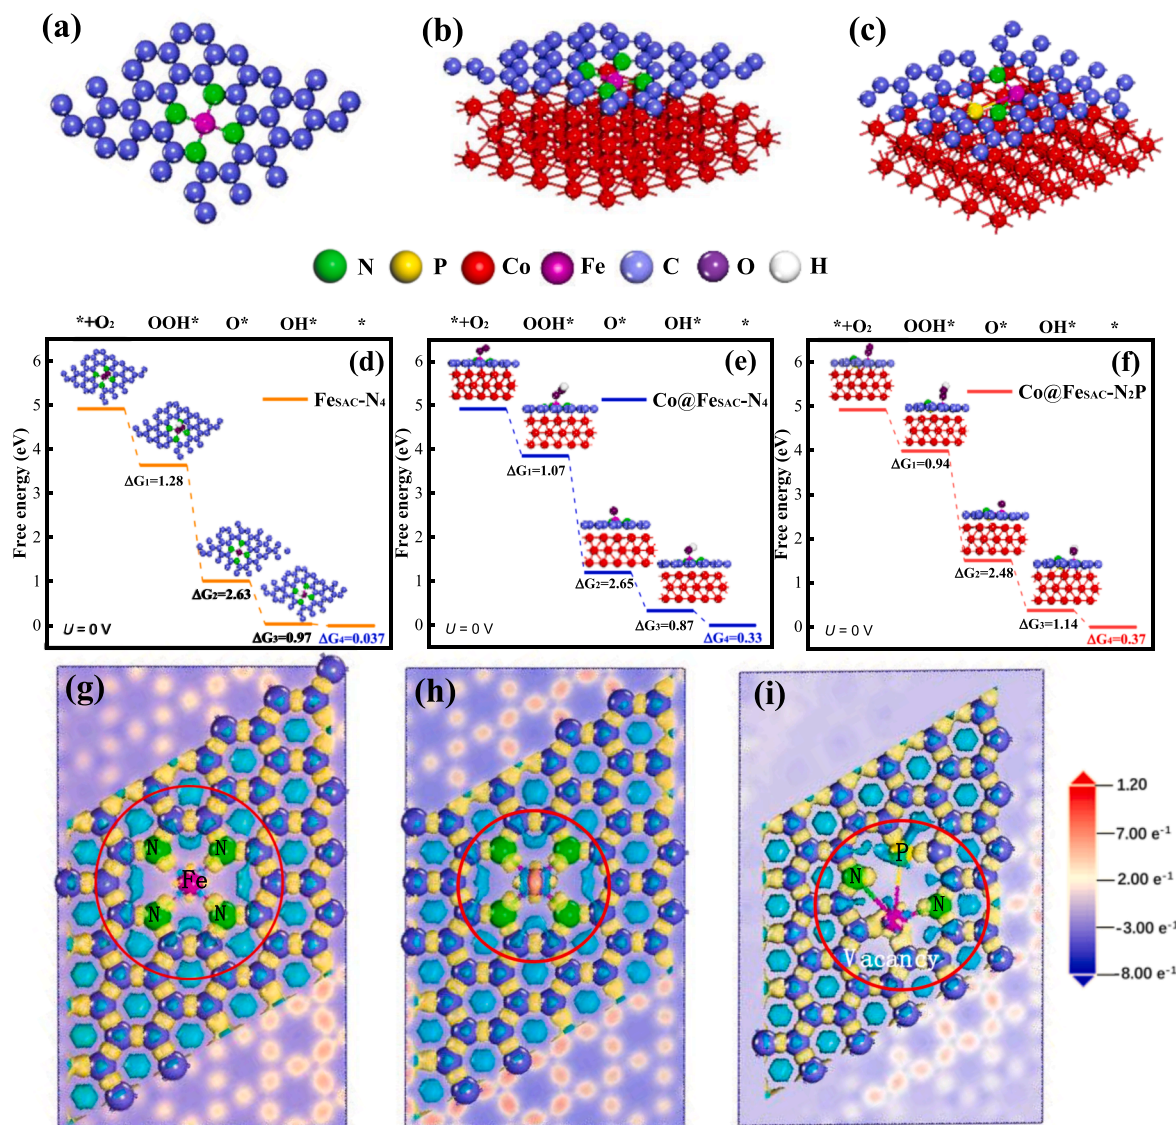 (a) (b) (c)
N P Co Fe C O H
*+O₂ OOH* O* OH* *
(d)
Free energy (eV)
6
5
4
3
2
1
0
FeSAC-N₄
ΔG₁=1.28
ΔG₂=2.63
ΔG₃=0.97
ΔG₄=0.037
U = 0 V
*+O₂ OOH* O* OH* *
(e)
Free energy (eV)
6
5
4
3
2
1
0
Co@FeSAC-N₄
ΔG₁=1.07
ΔG₂=2.65
ΔG₃=0.87
ΔG₄=0.33
U = 0 V
*+O₂ OOH* O* OH* *
(f)
Free energy (eV)
6
5
4
3
2
1
0
Co@FeSAC-N₂P
ΔG₁=0.94
ΔG₂=2.48
ΔG₃=1.14
ΔG₄=0.37
U = 0 V
(g)
N N
Fe
N N
(h)
(i)
P
N
N
Vacancy
1.20
7.00 e⁻¹
2.00 e⁻¹
-3.00 e⁻¹
-8.00 e⁻¹